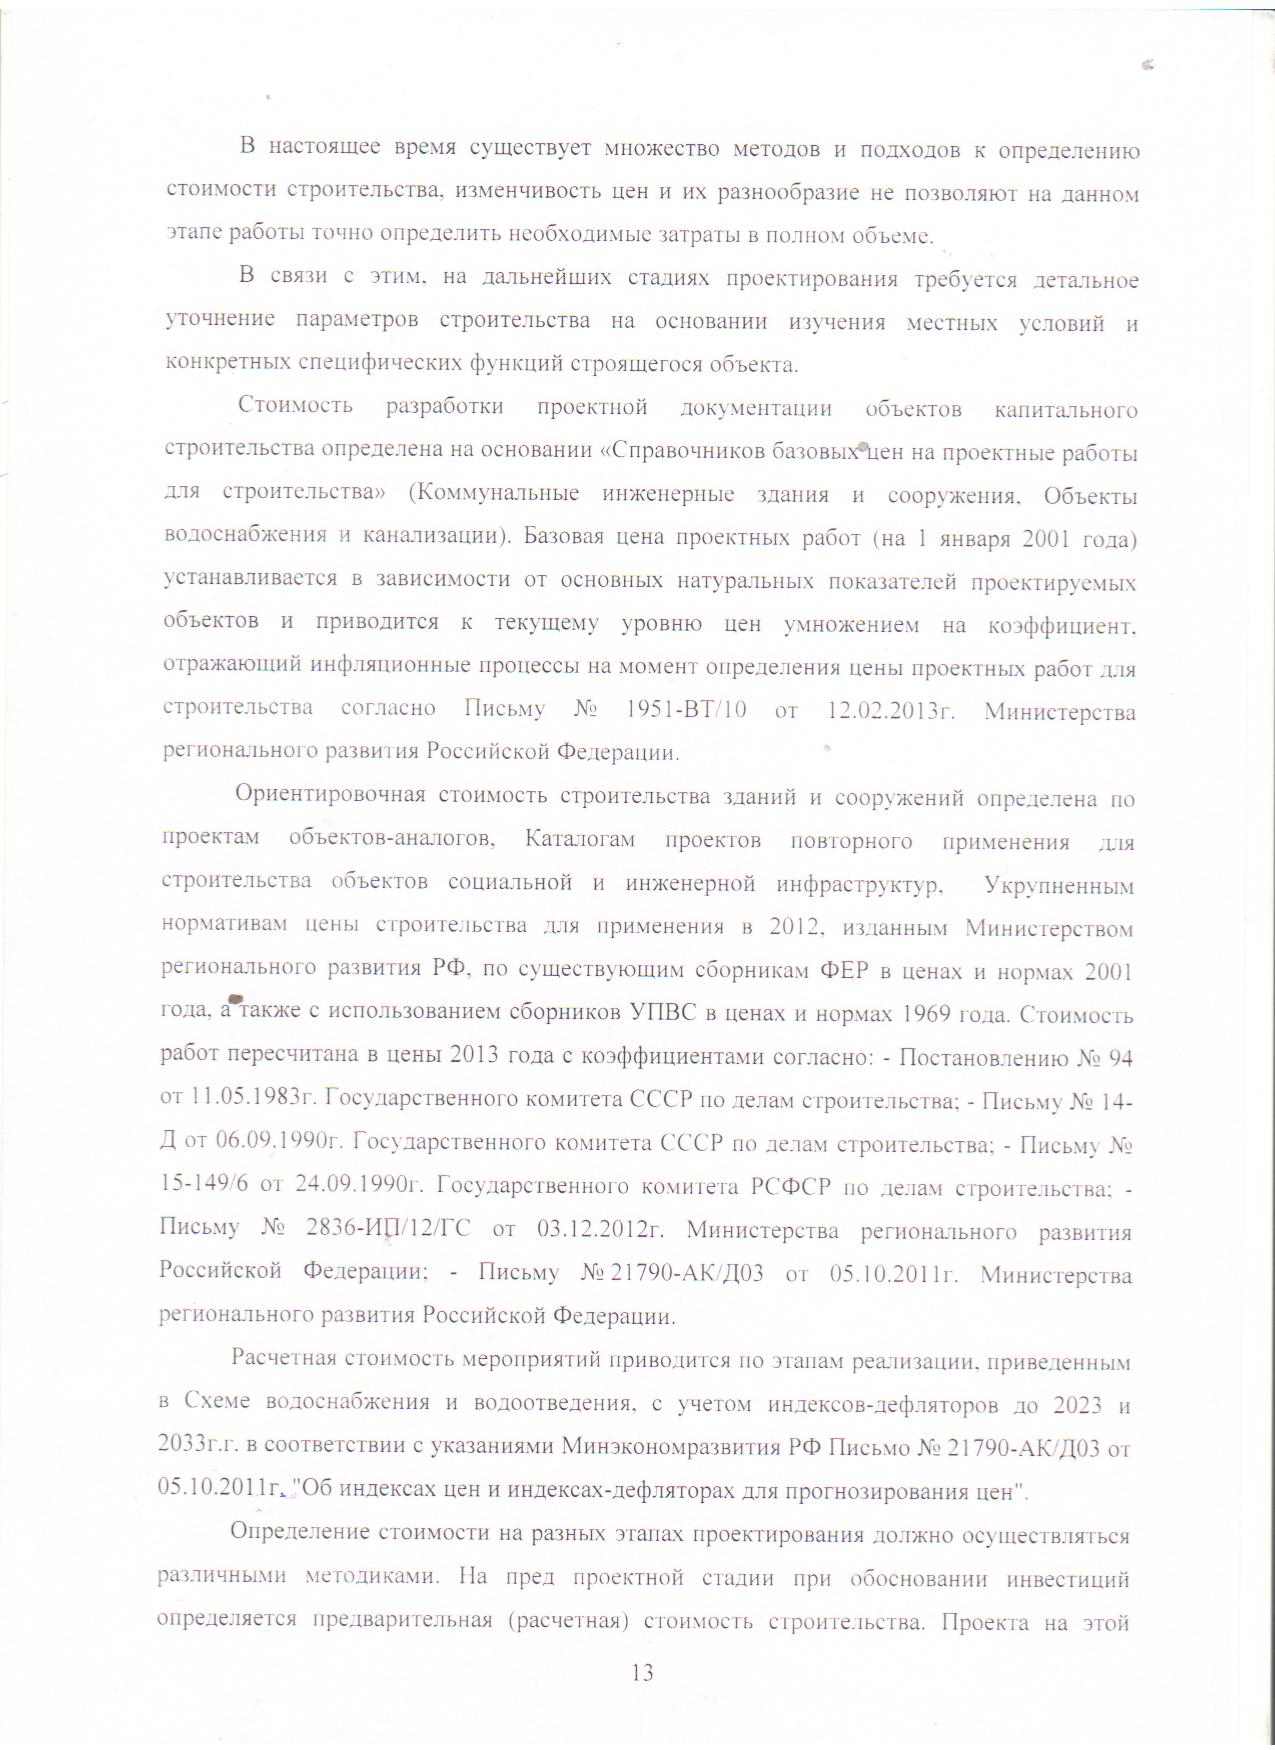 В настоящее время существует множество методов и подходов к определению
стоимости строительства, изменчивость цен и их разнообразие не позволяют на данном
этапе работы точно определить необходимые затраты в полном объеме.
В связи с этим, на дальнейших стадиях проектирования требуется детальное
уточнение параметров строительства на основании изучения местных условий и
конкретных специфических функций строящегося объекта.
Стоимость разработки проектной документации объектов капитального
строительства определена на основании «Справочников базовых цен на проектные работы
для строительства» (Коммунальные инженерные здания и сооружения, Объекты
водоснабжения и канализации). Базовая цена проектных работ (на 1 января 2001 года)
устанавливается в зависимости от основных натуральных показателей проектируемых
объектов и приводится к текущему уровню цен умножением на коэффициент,
отражающий инфляционные процессы на момент определения цены проектных работ для
строительства согласно Письму № 1951-ВТ/10 от 12.02.2013г. Министерства
регионального развития Российской Федерации.
Ориентировочная стоимость строительства зданий и сооружений определена по
проектам объектов-аналогов, Каталогам проектов повторного применения для
строительства объектов социальной и инженерной инфраструктур, Укрупненным
нормативам цены строительства для применения в 2012, изданным Министерством
регионального развития РФ, по существующим сборникам ФЕР в ценах и нормах 2001
года, а также с использованием сборников УПВС в ценах и нормах 1969 года. Стоимость
работ пересчитана в цены 2013 года с коэффициентами согласно: - Постановлению № 94
от 11.05.1983г. Государственного комитета СССР по делам строительства; - Письму № 14-
Д от 06.09.1990г. Государственного комитета СССР по делам строительства; - Письму №
15-149/6 от 24.09.1990г. Государственного комитета РСФСР по делам строительства; -
Письму № 2836-ИП/12/ГС от 03.12.2012г. Министерства регионального развития
Российской Федерации; - Письму № 21790-АК/Д03 от 05.10.2011г. Министерства
регионального развития Российской Федерации.
Расчетная стоимость мероприятий приводится по этапам реализации, приведенным
в Схеме водоснабжения и водоотведения, с учетом индексов-дефляторов до 2023 и
2033г.г. в соответствии с указаниями Минэкономразвития РФ Письмо № 21790-АК/Д03 от
05.10.2011г. "Об индексах цен и индексах-дефляторах для прогнозирования цен".
Определение стоимости на разных этапах проектирования должно осуществляться
различными методиками. На пред проектной стадии при обосновании инвестиций
определяется предварительная (расчетная) стоимость строительства. Проекта на этой
13